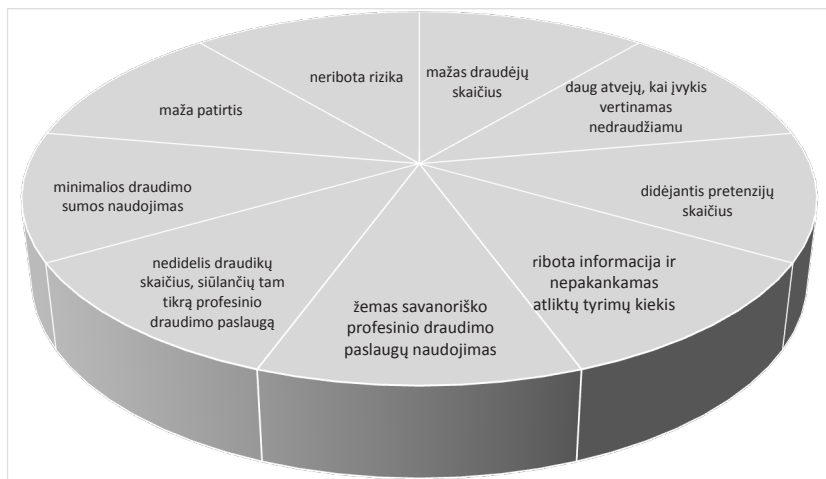 neribota rizika
mažas draudėjų
skaičius
daug atvejų, kai įvykis
vertinamas
nedraudžiamu
didėjantis pretenzijų
skaičius
ribota informacija ir
nepakankamas
atliktų tyrimų kiekis
žemas savanoriško
profesinio draudimo
paslaugų naudojimas
nedidelis draudikų
skaičius, siūlančių tam
tikrą profesinio
draudimo paslaugą
minimalios draudimo
sumos naudojimas
maža patirtis